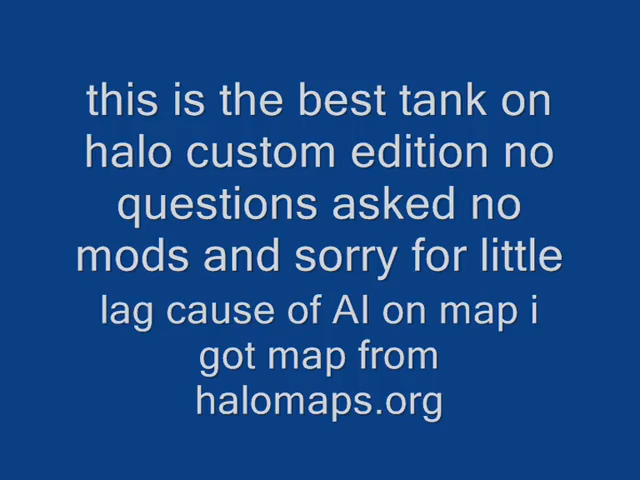 this is the best tank on
halo custom edition no
questions asked no
mods and sorry for little
lag cause of AI on map i
got map from
halomaps.org